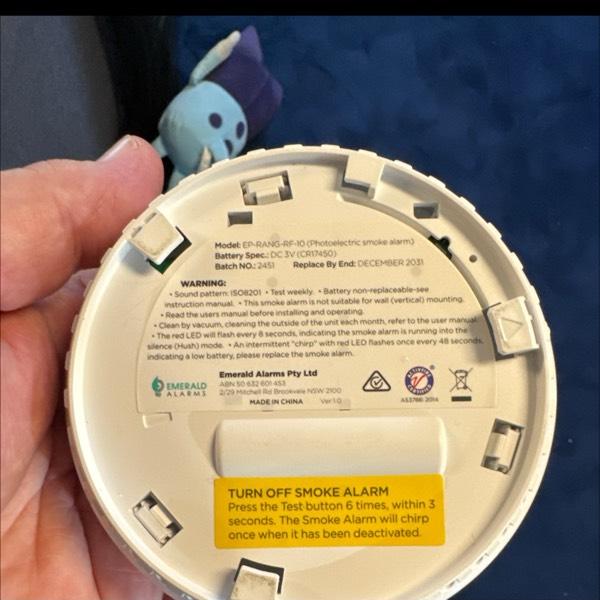 Model: EP-RANG-RF-10 (Photoelectric smoke alarm)
Battery Spec.: DC 3V (CR17450)
Batch NO.: 2451 Replace By End: DECEMBER 2031
WARNING:
• Sound pattern: ISO8201 • Test weekly. • Battery non-replaceable-see
instruction manual. • This smoke alarm is not suitable for wall (vertical) mounting.
• Read the users manual before installing and operating.
• Clean by vacuum, cleaning the outside of the unit each month, refer to the user manual.
• The red LED will flash every 8 seconds, indicating the smoke alarm is running into the
silence (Hush) mode. • An intermittent "chirp" with red LED flashes once every 48 seconds,
indicating a low battery, please replace the smoke alarm.
EMERALD
ALARMS
Emerald Alarms Pty Ltd
ABN 50 632 601 453
2/29 Mitchell Rd Brookvale NSW 2100
MADE IN CHINA Ver:1.0
AS3786:2014
TURN OFF SMOKE ALARM
Press the Test button 6 times, within 3
seconds. The Smoke Alarm will chirp
once when it has been deactivated.